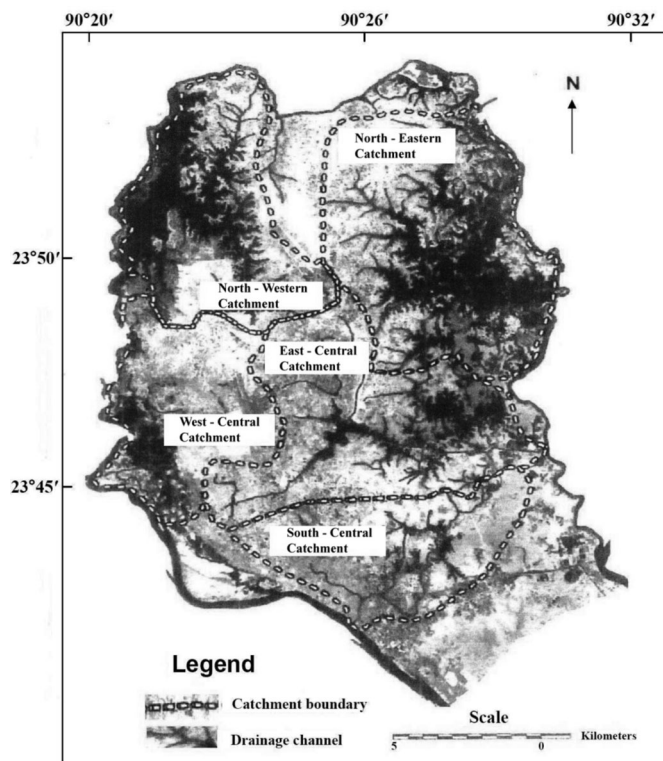 90°20' 90°26' 90°32'
N
North - Eastern
Catchment
23°50'
North - Western
Catchment
East - Central
Catchment
West - Central
Catchment
23°45'
South - Central
Catchment
Legend
Catchment boundary
Drainage channel
Scale
Kilometers
5 0